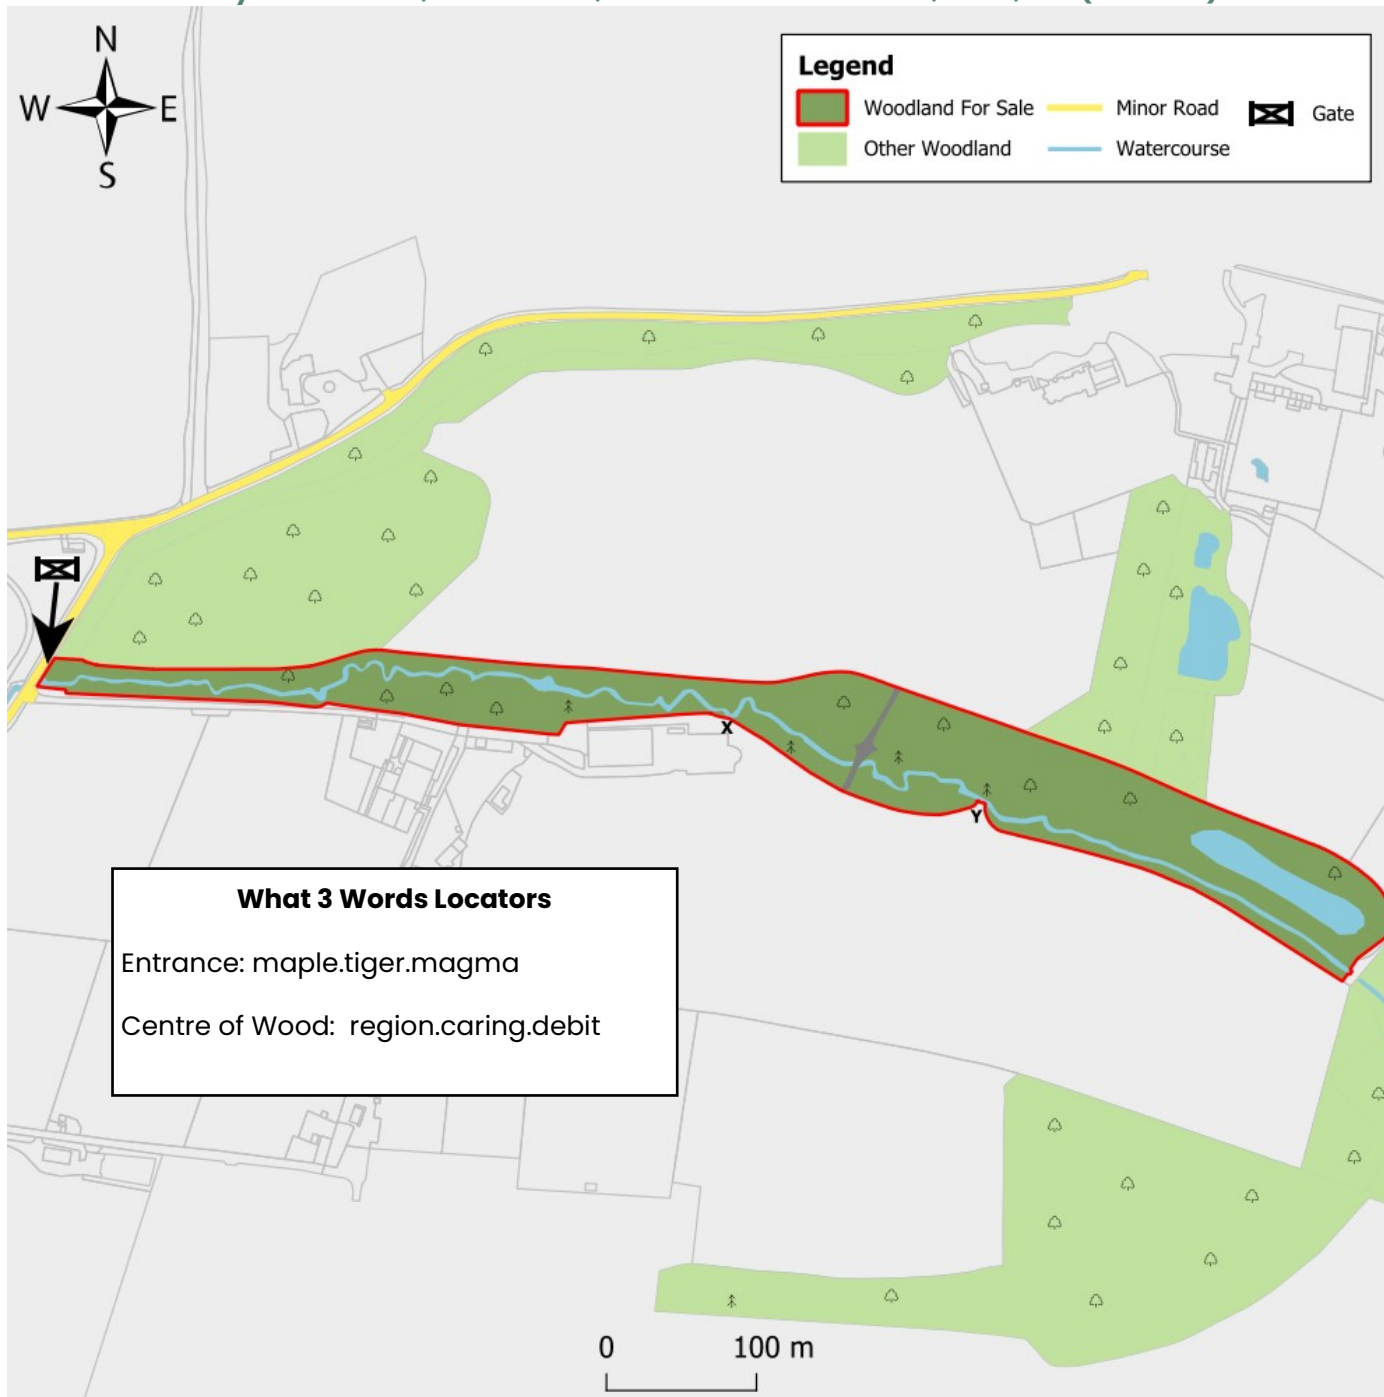 N
W E
S
Legend
Woodland For Sale Minor Road Gate
Other Woodland Watercourse
X
Y
What 3 Words Locators
Entrance: maple.tiger.magma
Centre of Wood: region.caring.debit
0 100 m